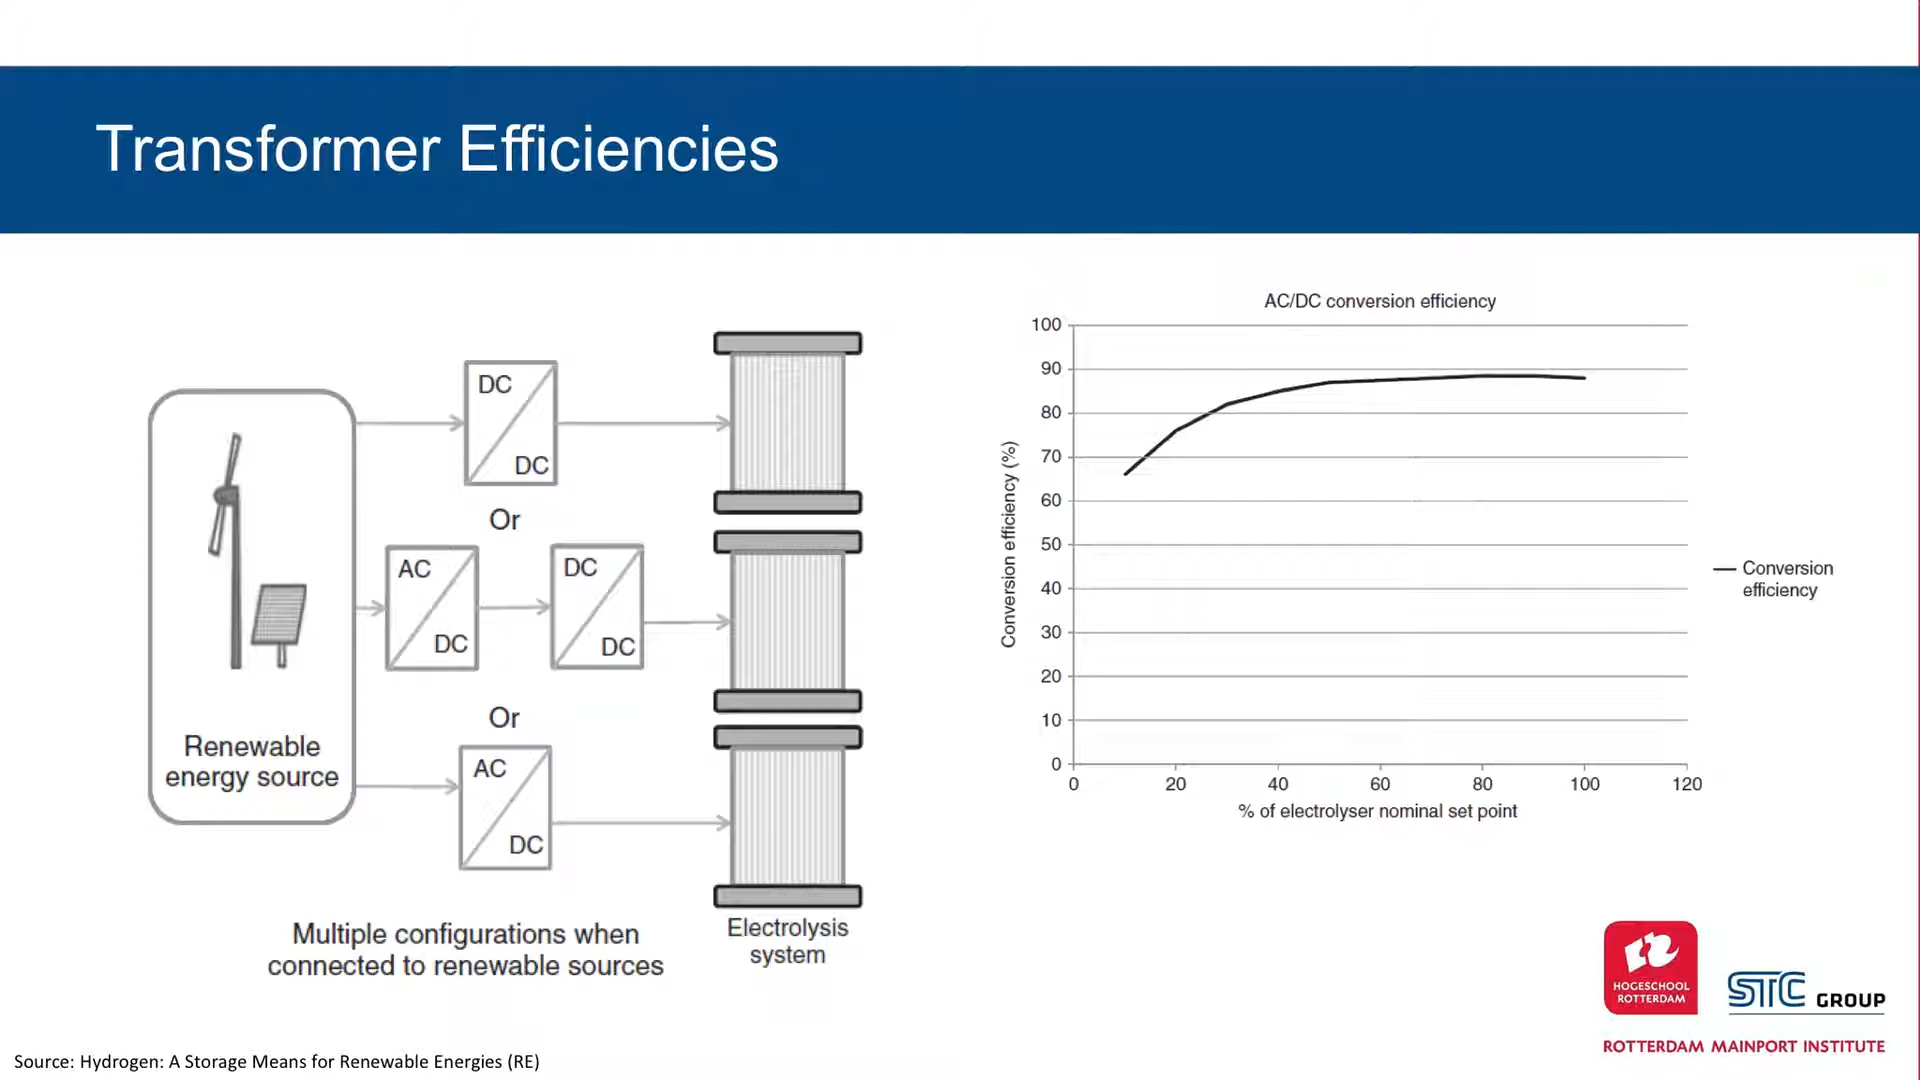 Transformer Efficiencies
DC
DC
Or
AC
DC
DC
DC
Or
AC
DC
Renewable
energy source
Multiple configurations when
connected to renewable sources
Electrolysis
system
AC/DC conversion efficiency
Conversion efficiency (%)
100
90
80
70
60
50
40
30
20
10
0
0 20 40 60 80 100 120
% of electrolyser nominal set point
Conversion
efficiency
HOGESCHOOL
ROTTERDAM
STC GROUP
ROTTERDAM MAINPORT INSTITUTE
Source: Hydrogen: A Storage Means for Renewable Energies (RE)